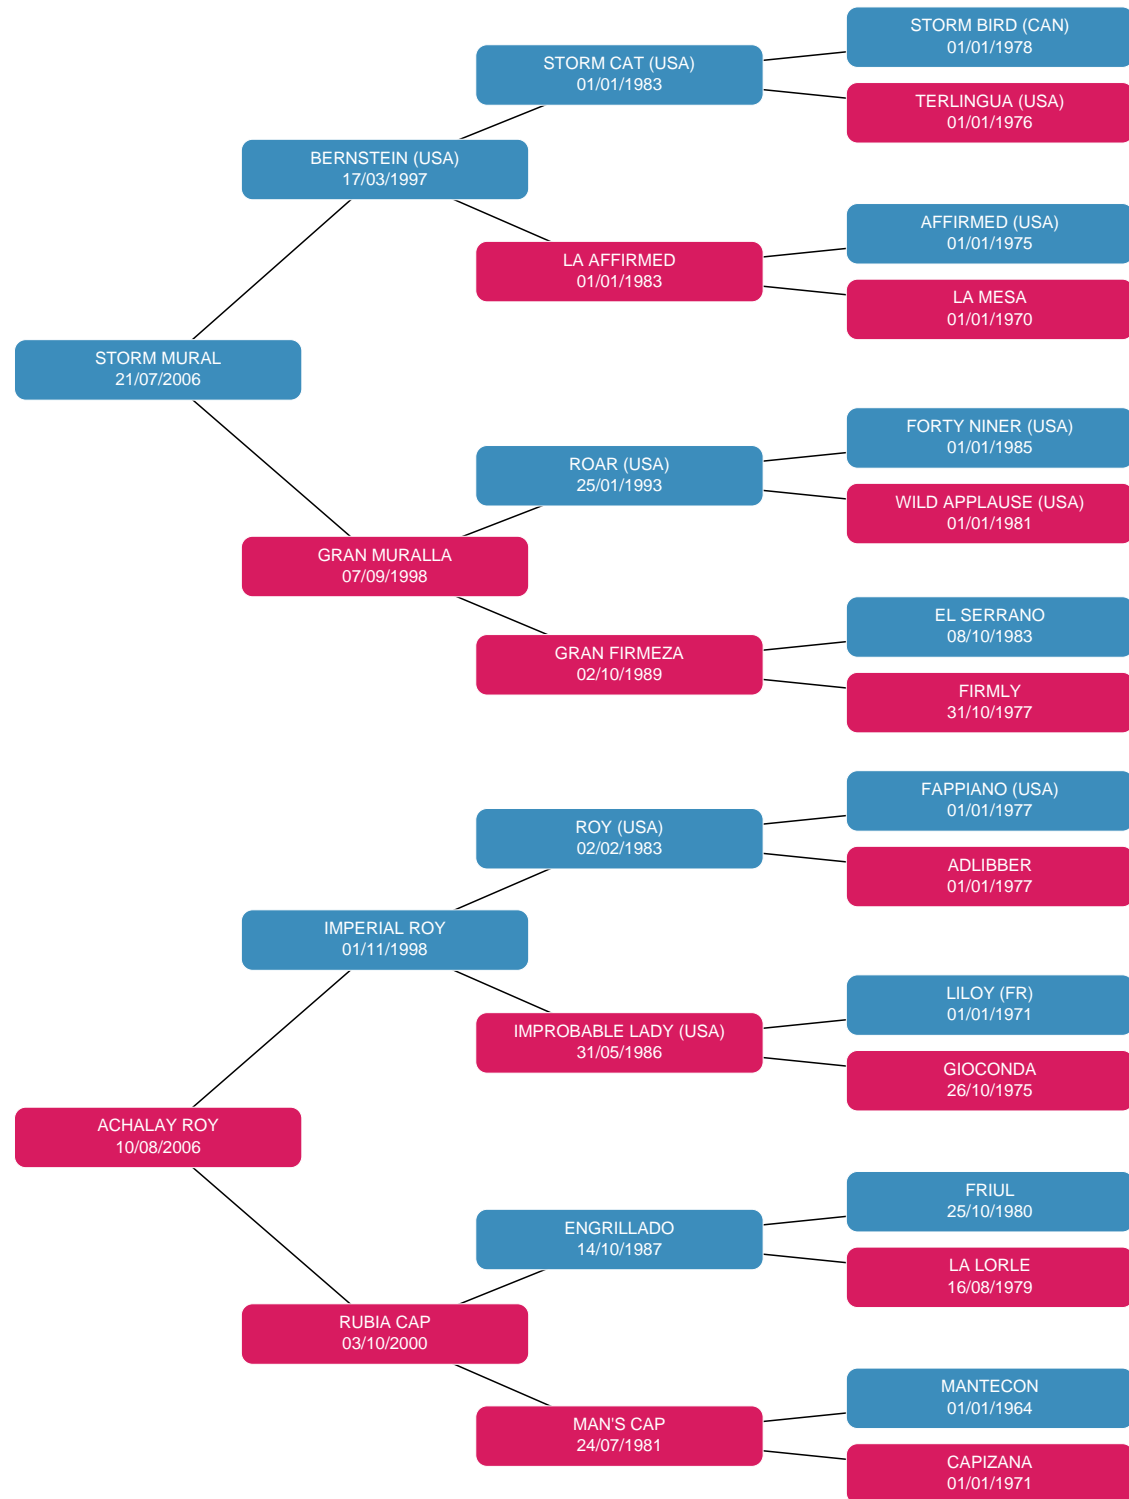 STORM BIRD (CAN)
01/01/1978
STORM CAT (USA)
01/01/1983
TERLINGUA (USA)
01/01/1976
BERNSTEIN (USA)
17/03/1997
AFFIRMED (USA)
01/01/1975
LA AFFIRMED
01/01/1983
LA MESA
01/01/1970
STORM MURAL
21/07/2006
FORTY NINER (USA)
01/01/1985
ROAR (USA)
25/01/1993
WILD APPLAUSE (USA)
01/01/1981
GRAN MURALLA
07/09/1998
EL SERRANO
08/10/1983
GRAN FIRMEZA
02/10/1989
FIRMLY
31/10/1977
FAPPIANO (USA)
01/01/1977
ROY (USA)
02/02/1983
ADLIBBER
01/01/1977
IMPERIAL ROY
01/11/1998
LILOY (FR)
01/01/1971
IMPROBABLE LADY (USA)
31/05/1986
GIOCONDA
26/10/1975
ACHALAY ROY
10/08/2006
FRIUL
25/10/1980
ENGRILLADO
14/10/1987
LA LORLE
16/08/1979
RUBIA CAP
03/10/2000
MANTECON
01/01/1964
MAN'S CAP
24/07/1981
CAPIZANA
01/01/1971